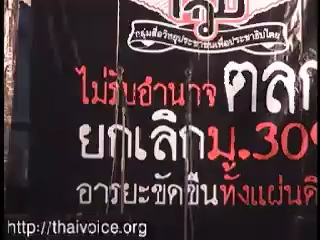 กลุ่มสื่อวิทยุประชาชนเพื่อประชาธิปไตย
ไม่รับอำนาจ
ยกเลิก ม.309
อารยะขัดขืนทั้งแผ่นดิ
http://thaivoice.org